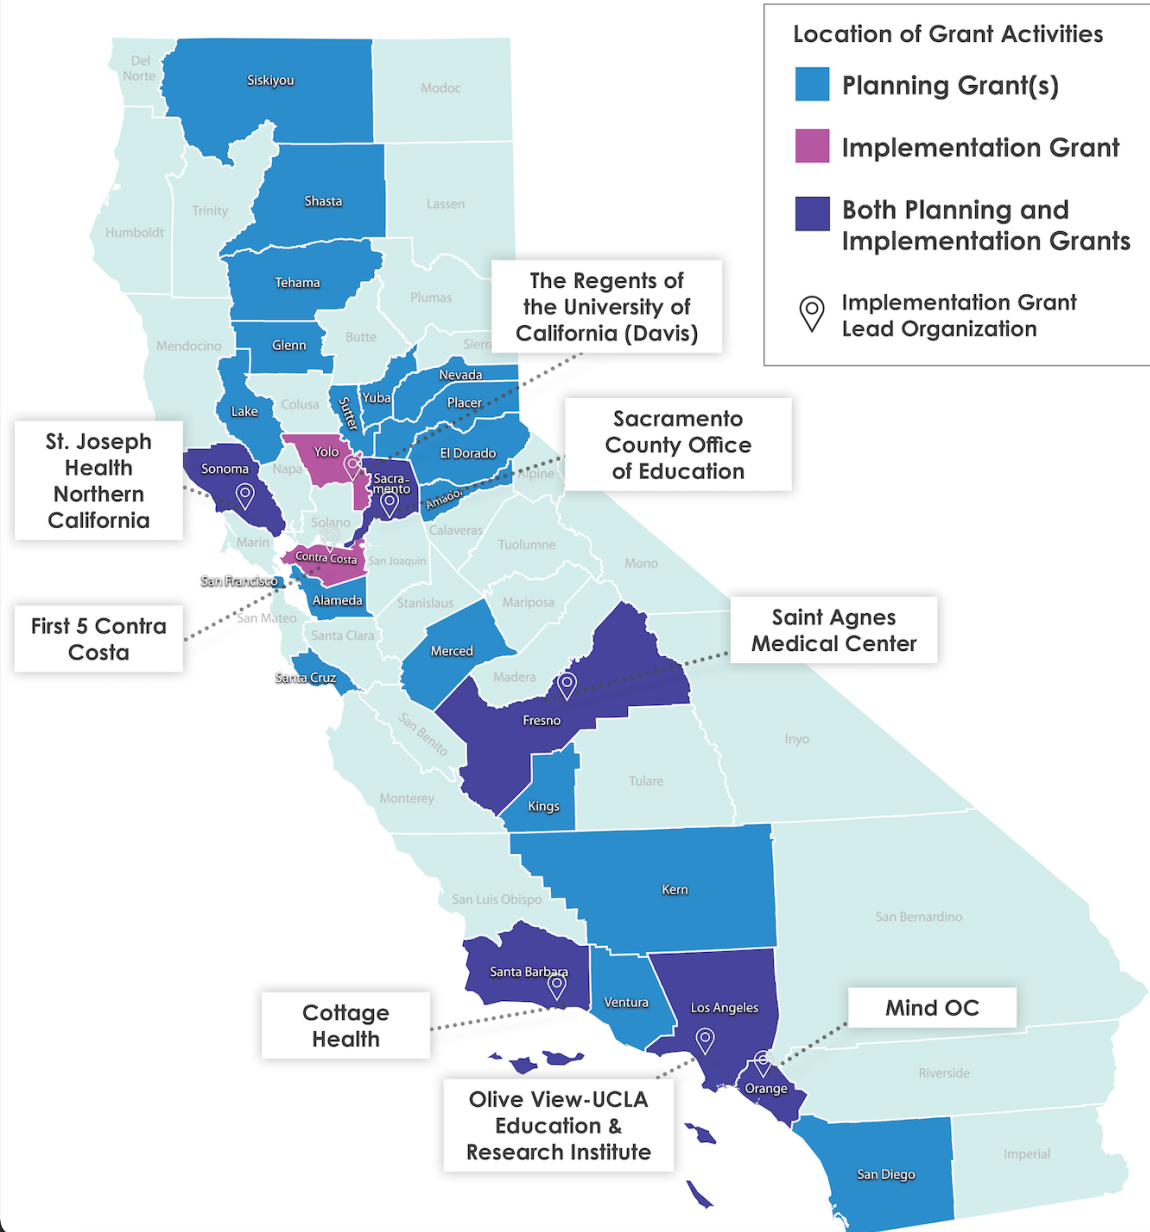 Location of Grant Activities
Planning Grant(s)
Implementation Grant
Both Planning and
Implementation Grants
Implementation Grant
Lead Organization
Del
Norte
Siskiyou
Modoc
Humboldt
Trinity
Shasta
Lassen
Tehama
Plumas
Mendocino
Glenn
Butte
Sierra
Nevada
Lake
Colusa
Sutter
Yuba
Placer
Sonoma
Napa
Yolo
Sacra-
mento
El Dorado
Amador
Alpine
Solano
Marin
Contra Costa
San Joaquin
Calaveras
Tuolumne
Mono
San Francisco
Alameda
San Mateo
Santa Clara
Stanislaus
Mariposa
Santa Cruz
Merced
Madera
San Benito
Fresno
Inyo
Monterey
Kings
Tulare
San Luis Obispo
Kern
San Bernardino
Santa Barbara
Ventura
Los Angeles
Orange
Riverside
San Diego
Imperial
The Regents of
the University of
California (Davis)
Sacramento
County Office
of Education
St. Joseph
Health
Northern
California
First 5 Contra
Costa
Saint Agnes
Medical Center
Cottage
Health
Mind OC
Olive View-UCLA
Education &
Research Institute